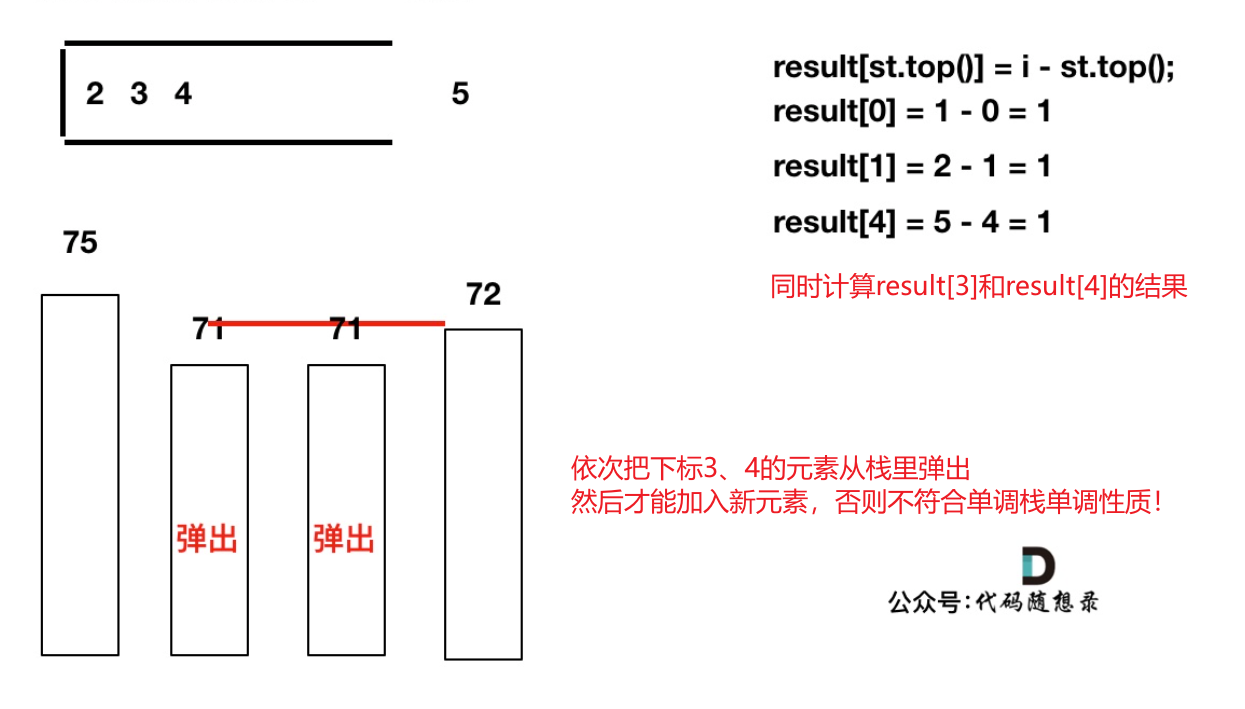 2 3 4
5
result[st.top()] = i - st.top();
result[0] = 1 - 0 = 1
result[1] = 2 - 1 = 1
result[4] = 5 - 4 = 1
同时计算result[3]和result[4]的结果
75
71
71
72
弹出
弹出
依次把下标3、4的元素从栈里弹出
然后才能加入新元素，否则不符合单调栈单调性质！
公众号：代码随想录